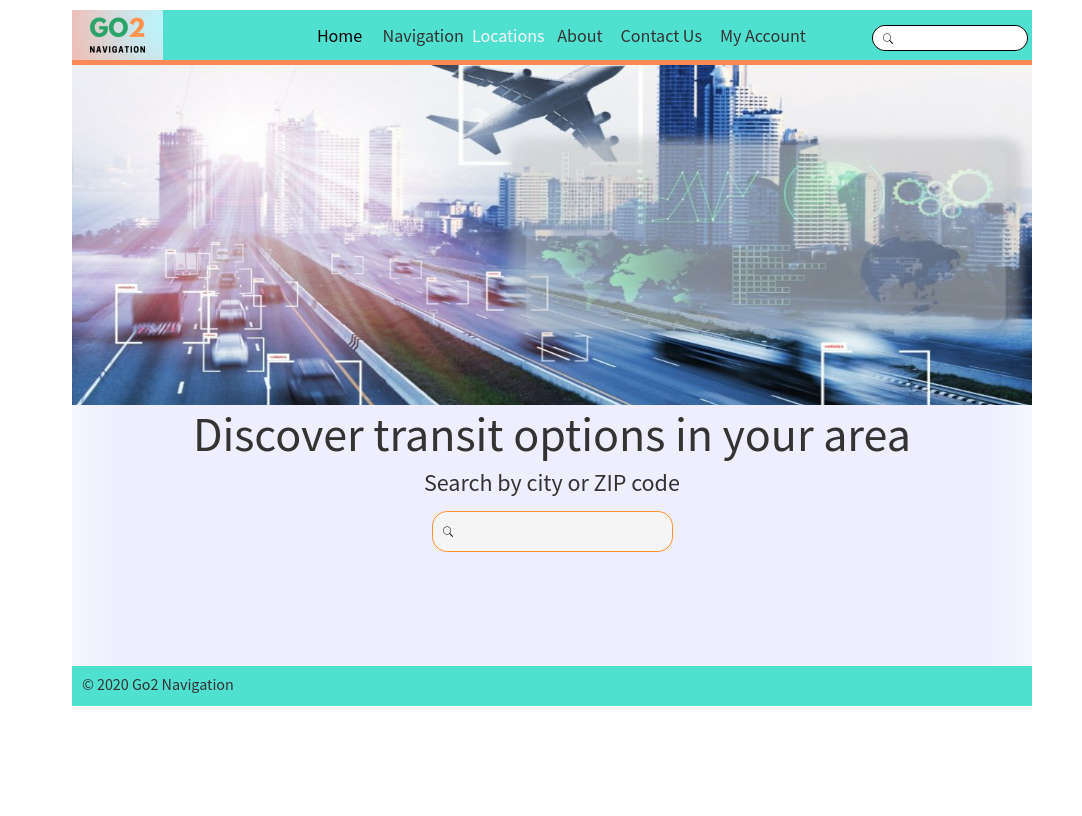 GO2
NAVIGATION
Home Navigation Locations About Contact Us My Account
Discover transit options in your area
Search by city or ZIP code
© 2020 Go2 Navigation